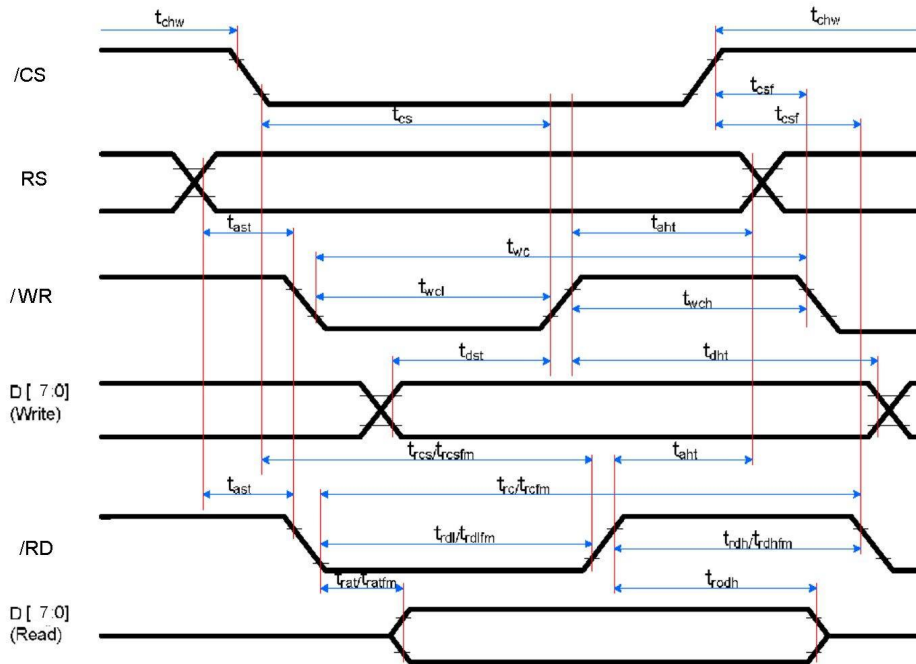 tchw
tchw
/CS
tcsf
tcs
tcsf
RS
tast
taht
twc
/WR
twcl
twch
tdst
tdht
D[ 7:0]
(Write)
trcs/trcsfm
taht
tast
trc/trcfm
/RD
trdl/trdlfm
trdh/trdhfm
trat/tratfm
trodh
D[ 7:0]
(Read)